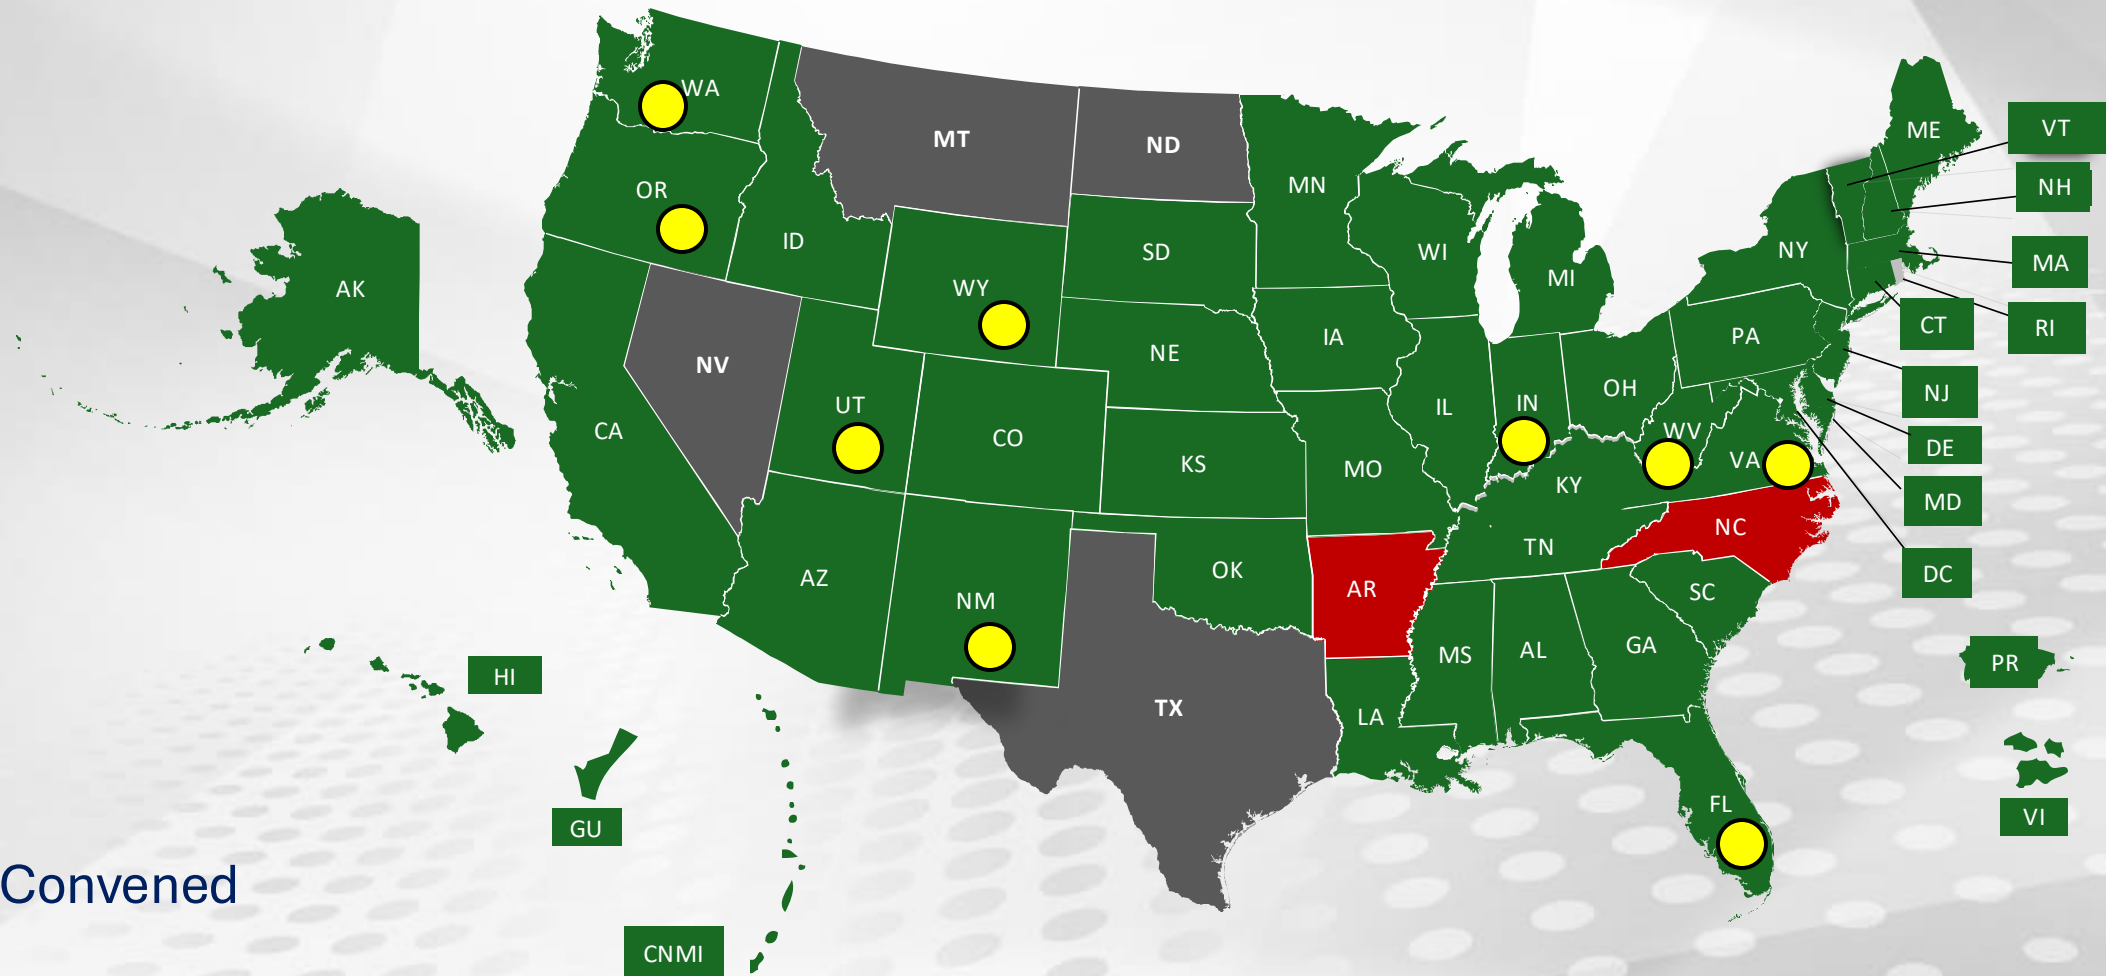 WA
MT
ND
MN
ME
VT
OR
NH
ID
SD
WI
NY
MA
AK
WY
MI
CT
RI
NV
NE
IA
PA
UT
CO
IL
IN
OH
NJ
CA
KS
MO
KY
WV
VA
DE
MD
NC
TN
AZ
OK
AR
DC
NM
SC
HI
MS
AL
GA
PR
TX
LA
GU
FL
VI
Convened
CNMI